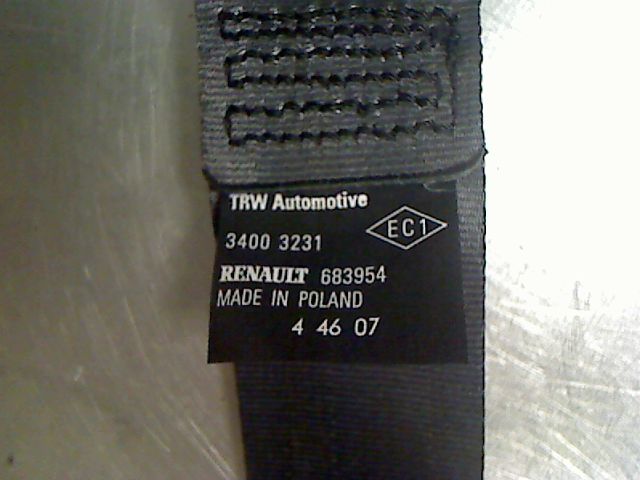 TRW Automotive
EC1
3400 3231
RENAULT 683954
MADE IN POLAND
4 46 07